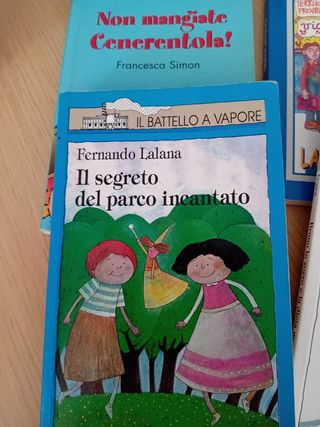 Non mangiate
Cenerentola!
Francesca Simon
IL BATTELLO A VAPORE
Fernando Lalana
Il segreto
del parco incantato